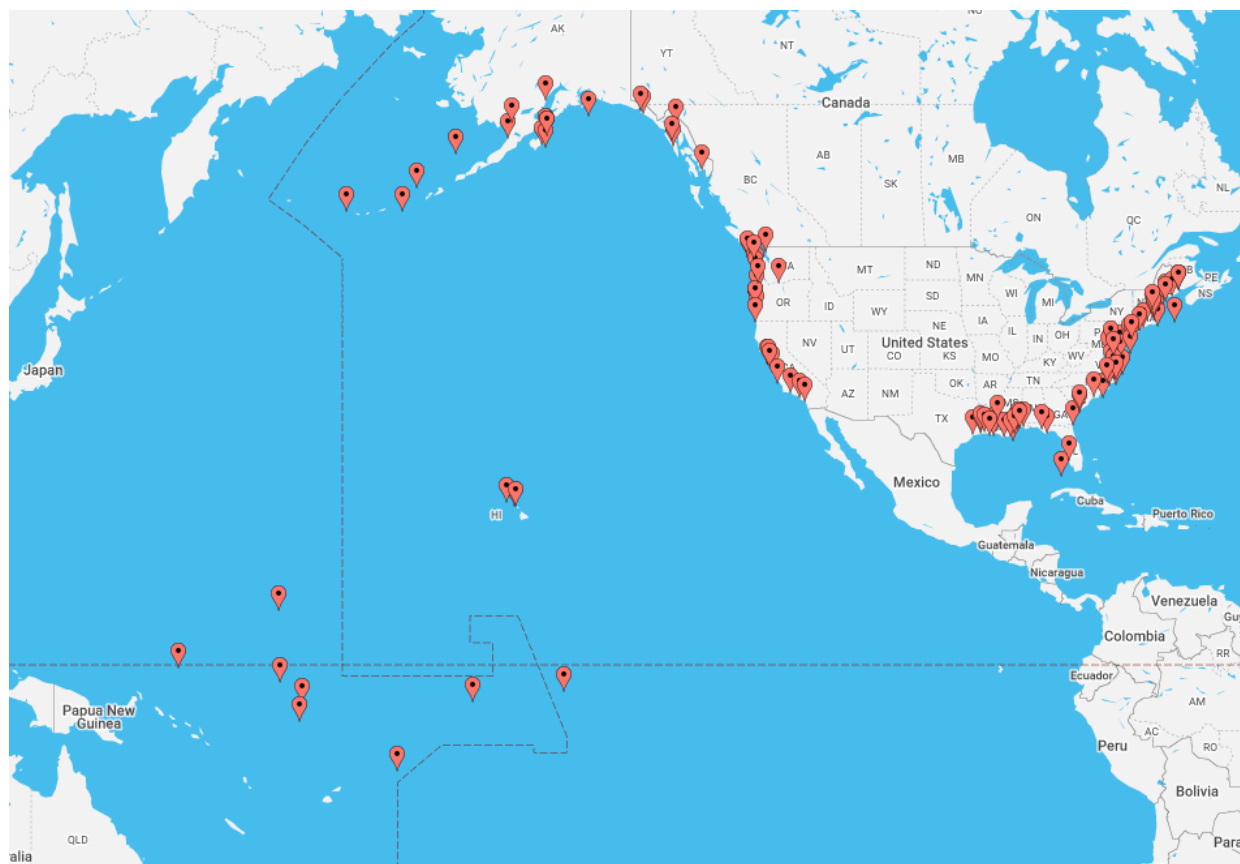 NU
AK
YT
NT
Canada
BC
AB
SK
MB
ON
QC
NL
PE
NS
MT
ND
MN
OR
ID
WY
SD
WI
MI
NY
NV
UT
CO
NE
IA
IL
IN
OH
United States
KS
MO
KY
WV
AZ
NM
OK
AR
TN
MS
GA
TX
Japan
Mexico
Cuba
Puerto Rico
HI
Guatemala
Nicaragua
Venezuela
Colombia
RR
Ecuador
Papua New
Guinea
AM
Peru
AC
RO
Bolivia
QLD